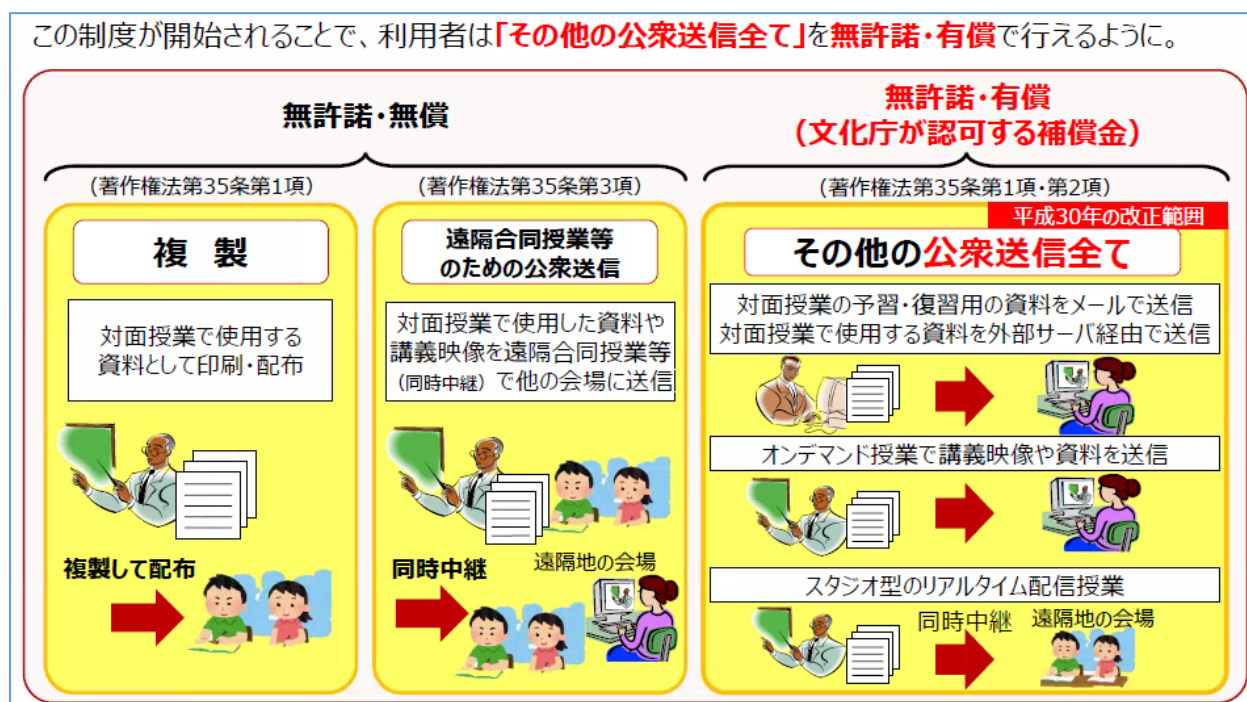 この制度が開始されることで、利用者は「その他の公衆送信全て」を無許諾・有償で行えるように。
無許諾・無償
無許諾・有償
(文化庁が認可する補償金)
(著作権法第35条第1項)
(著作権法第35条第3項)
(著作権法第35条第1項・第2項)
複 製
対面授業で使用する
資料として印刷・配布
複製して配布
遠隔合同授業等
のための公衆送信
対面授業で使用した資料や
講義映像を遠隔合同授業等
(同時中継)で他の会場に送信
同時中継
遠隔地の会場
平成30年の改正範囲
その他の公衆送信全て
対面授業の予習・復習用の資料をメールで送信
対面授業で使用する資料を外部サーバ経由で送信
オンデマンド授業で講義映像や資料を送信
スタジオ型のリアルタイム配信授業
同時中継
遠隔地の会場